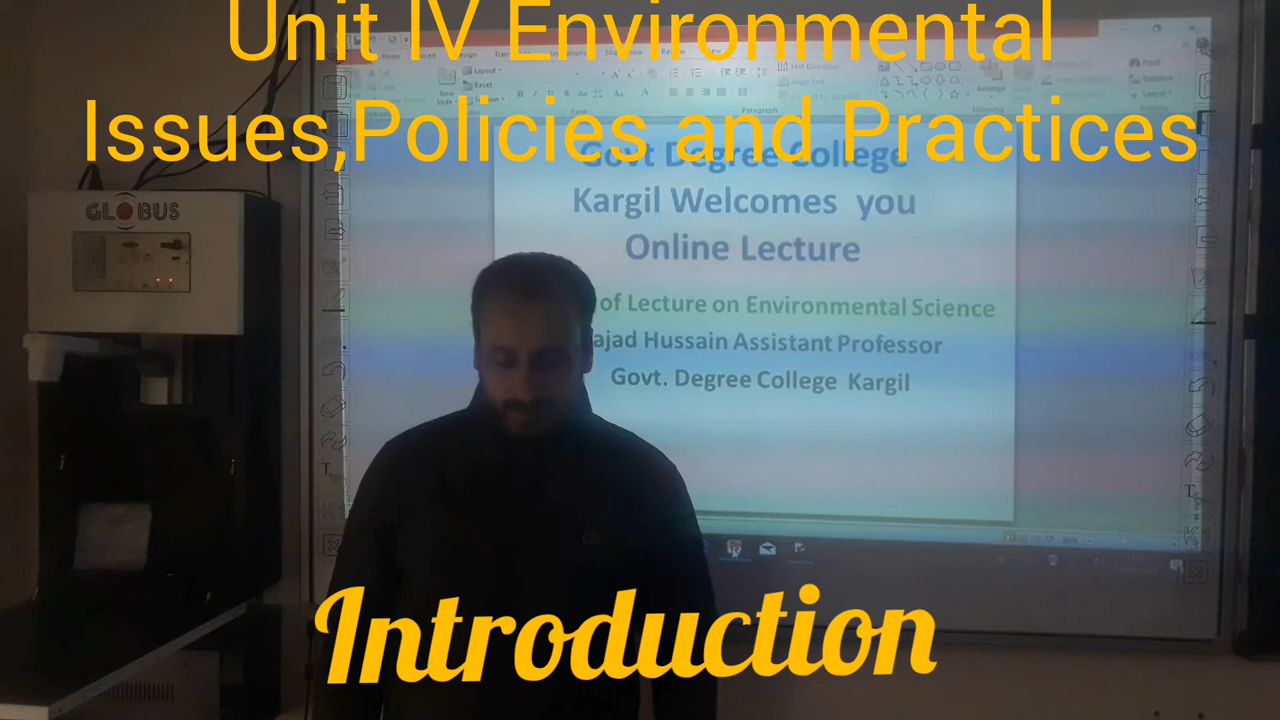 Unit IV Environmental
Issues,Policies and Practices
Govt Degree College
Kargil Welcomes you
Online Lecture
of Lecture on Environmental Science
ajad Hussain Assistant Professor
Govt. Degree College Kargil
GLOBUS
Introduction